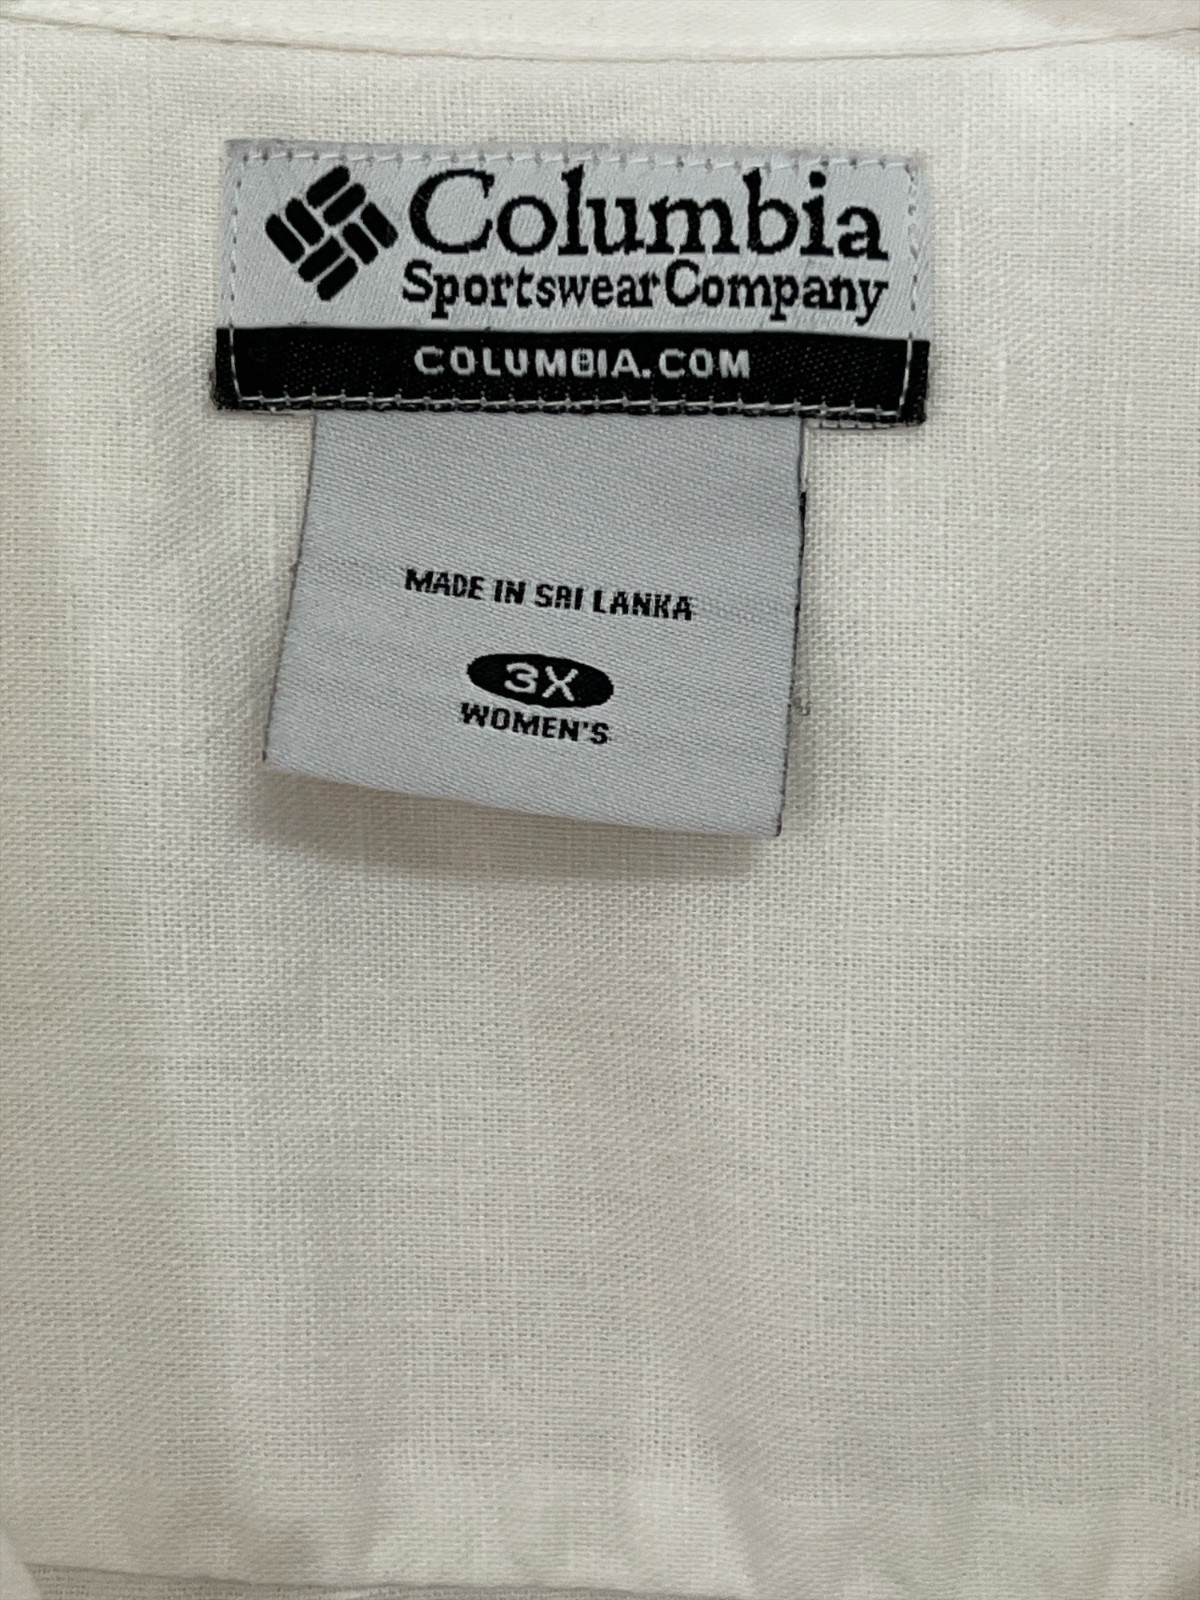 Columbia
Sportswear Company
COLUMBIA.COM
MADE IN SRI LANKA
3X
WOMEN'S